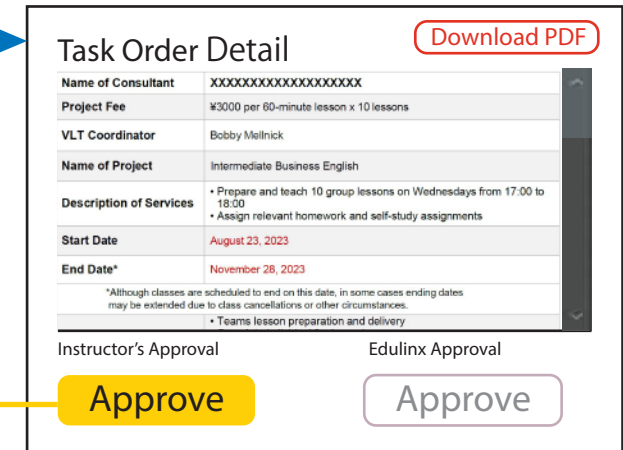 Task Order Detail
Download PDF
Name of Consultant XXXXXXXXXXXXXXXXXXX
Project Fee ¥3000 per 60-minute lesson x 10 lessons
VLT Coordinator Bobby Mellnick
Name of Project Intermediate Business English
Description of Services • Prepare and teach 10 group lessons on Wednesdays from 17:00 to
18:00
• Assign relevant homework and self-study assignments
Start Date August 23, 2023
End Date* November 28, 2023
*Although classes are scheduled to end on this date, in some cases ending dates
may be extended due to class cancellations or other circumstances.
• Teams lesson preparation and delivery
Instructor's Approval
Edulinx Approval
Approve
Approve